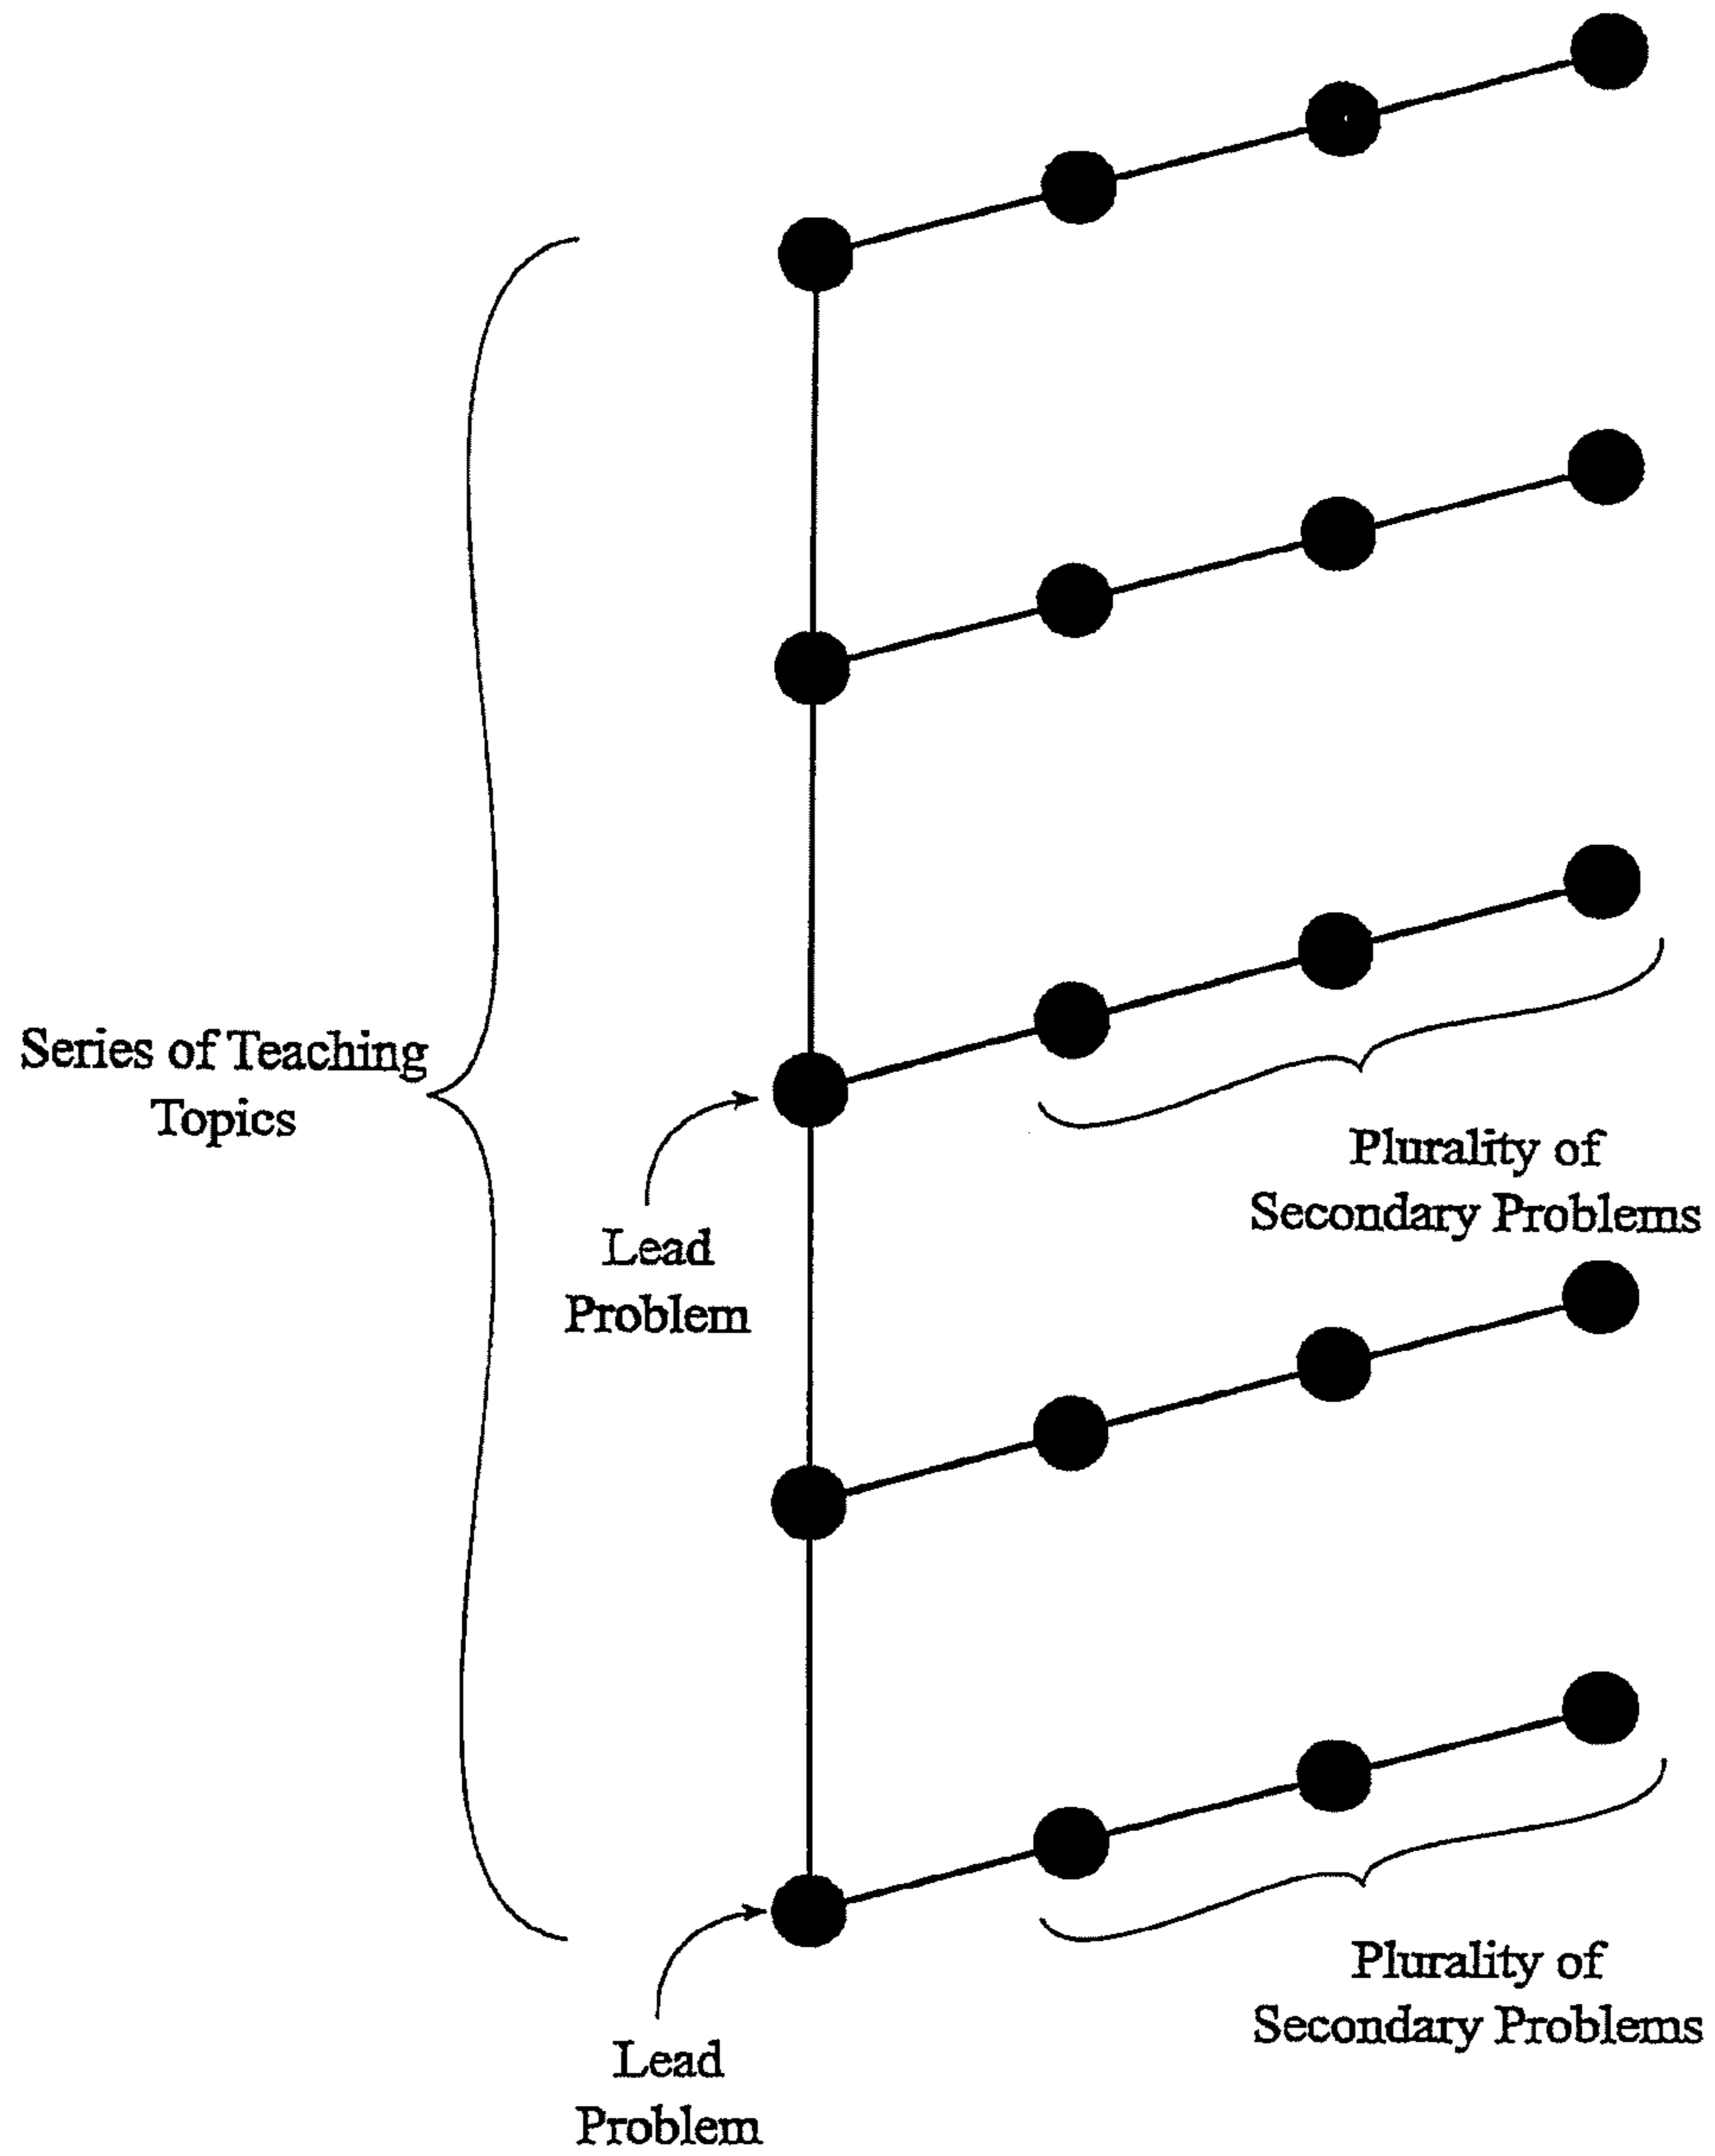 Series of Teaching
Topics
Lead
Problem
Plurality of
Secondary Problems
Lead
Problem
Plurality of
Secondary Problems